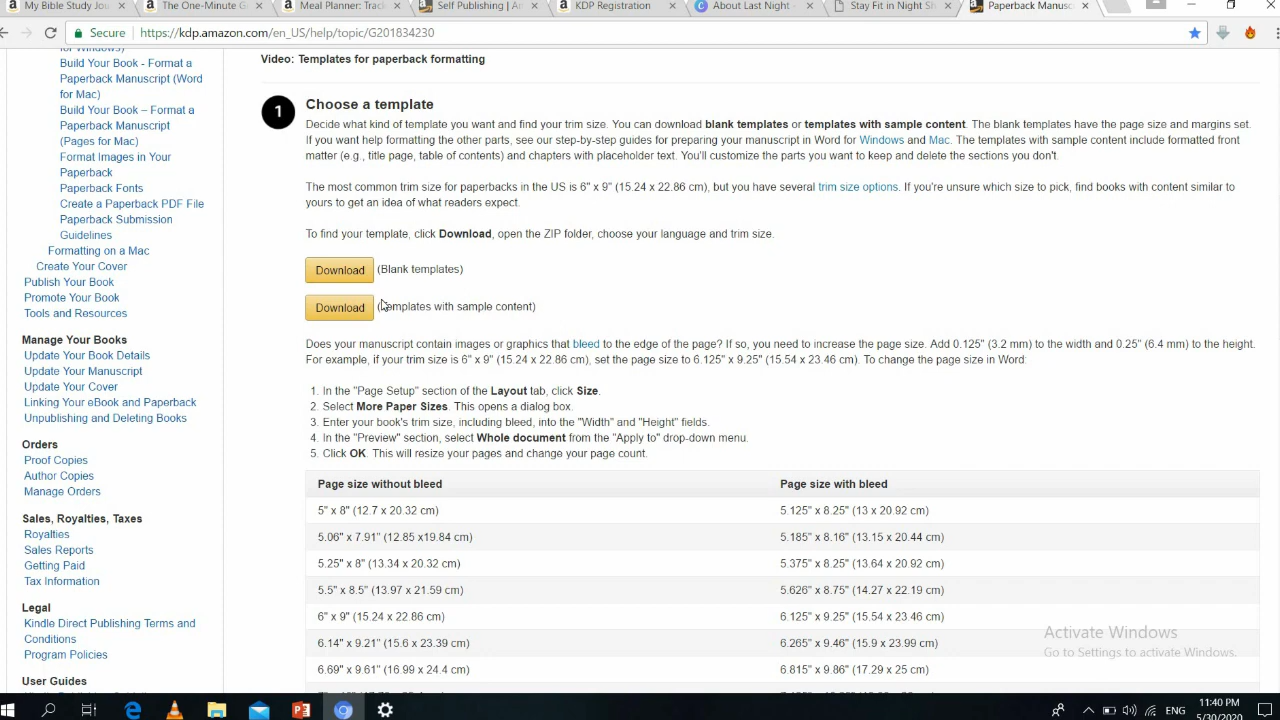 My Bible Study Jou
The One-Minute G
Meal Planner: Track
Self Publishing | Am
KDP Registration
About Last Night -
Stay Fit in Night Sh
Paperback Manusc
Secure
https://kdp.amazon.com/en_US/help/topic/G201834230
for Windows)
Build Your Book - Format a
Paperback Manuscript (Word
for Mac)
Build Your Book – Format a
Paperback Manuscript
(Pages for Mac)
Format Images in Your
Paperback
Paperback Fonts
Create a Paperback PDF File
Paperback Submission
Guidelines
Formatting on a Mac
Create Your Cover
Publish Your Book
Promote Your Book
Tools and Resources
Manage Your Books
Update Your Book Details
Update Your Manuscript
Update Your Cover
Linking Your eBook and Paperback
Unpublishing and Deleting Books
Orders
Proof Copies
Author Copies
Manage Orders
Sales, Royalties, Taxes
Royalties
Sales Reports
Getting Paid
Tax Information
Legal
Kindle Direct Publishing Terms and
Conditions
Program Policies
User Guides
Video: Templates for paperback formatting
1
Choose a template
Decide what kind of template you want and find your trim size. You can download blank templates or templates with sample content. The blank templates have the page size and margins set.
If you want help formatting the other parts, see our step-by-step guides for preparing your manuscript in Word for Windows and Mac. The templates with sample content include formatted front
matter (e.g., title page, table of contents) and chapters with placeholder text. You'll customize the parts you want to keep and delete the sections you don't.
The most common trim size for paperbacks in the US is 6" x 9" (15.24 x 22.86 cm), but you have several trim size options. If you're unsure which size to pick, find books with content similar to
yours to get an idea of what readers expect.
To find your template, click Download, open the ZIP folder, choose your language and trim size.
Download (Blank templates)
Download (Templates with sample content)
Does your manuscript contain images or graphics that bleed to the edge of the page? If so, you need to increase the page size. Add 0.125" (3.2 mm) to the width and 0.25" (6.4 mm) to the height.
For example, if your trim size is 6" x 9" (15.24 x 22.86 cm), set the page size to 6.125" x 9.25" (15.54 x 23.46 cm). To change the page size in Word:
1. In the "Page Setup" section of the Layout tab, click Size.
2. Select More Paper Sizes. This opens a dialog box.
3. Enter your book's trim size, including bleed, into the "Width" and "Height" fields.
4. In the "Preview" section, select Whole document from the "Apply to" drop-down menu.
5. Click OK. This will resize your pages and change your page count.
Page size without bleed Page size with bleed
5" x 8" (12.7 x 20.32 cm) 5.125" x 8.25" (13 x 20.92 cm)
5.06" x 7.91" (12.85 x19.84 cm) 5.185" x 8.16" (13.15 x 20.44 cm)
5.25" x 8" (13.34 x 20.32 cm) 5.375" x 8.25" (13.64 x 20.92 cm)
5.5" x 8.5" (13.97 x 21.59 cm) 5.626" x 8.75" (14.27 x 22.19 cm)
6" x 9" (15.24 x 22.86 cm) 6.125" x 9.25" (15.54 x 23.46 cm)
6.14" x 9.21" (15.6 x 23.39 cm) 6.265" x 9.46" (15.9 x 23.99 cm)
6.69" x 9.61" (16.99 x 24.4 cm) 6.815" x 9.86" (17.29 x 25 cm)
Activate Windows
Go to Settings to activate Windows.
ENG
11:40 PM
5/30/2020